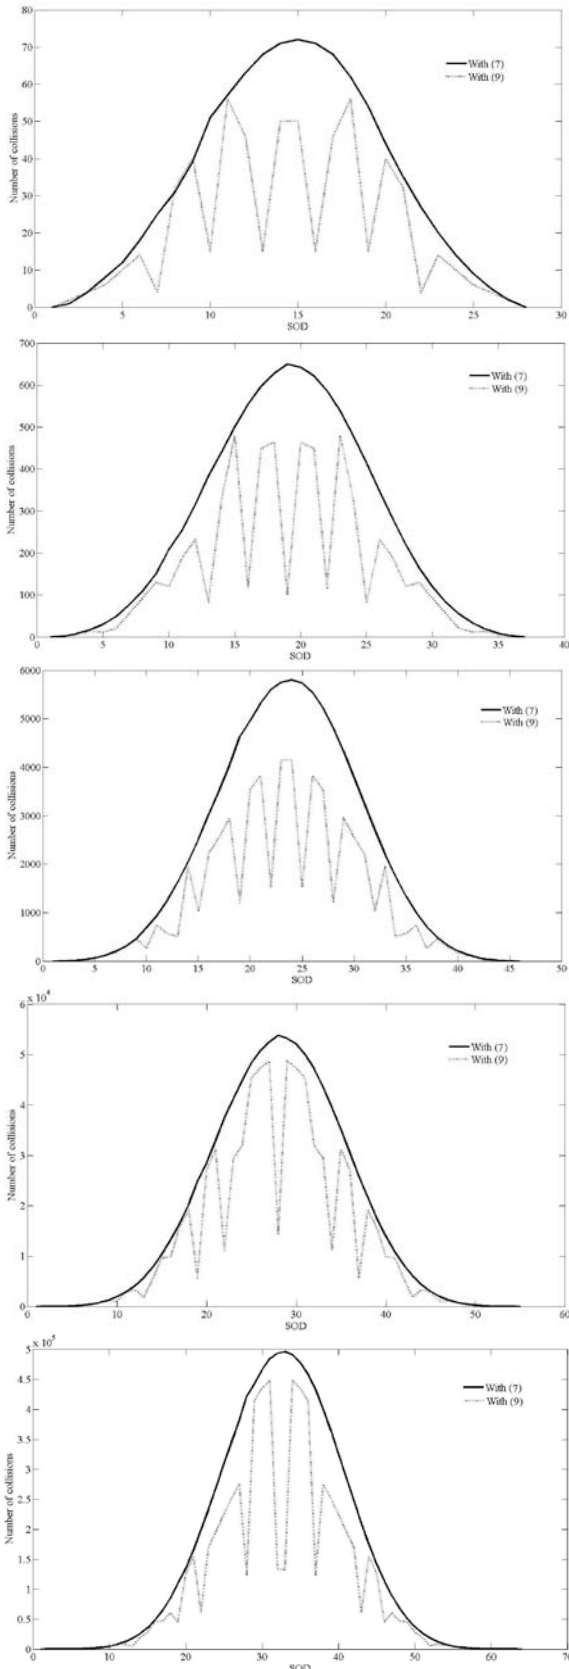 80
70
60
50
40
30
20
10
0
Number of collisions
With (7)
With (9)
0 5 10 15 20 25 30
SOD
700
600
500
400
300
200
100
0
Number of collisions
With (7)
With (9)
0 5 10 15 20 25 30 35 40
SOD
6000
5000
4000
3000
2000
1000
0
Number of collisions
With (7)
With (9)
0 5 10 15 20 25 30 35 40 45 50
SOD
x 10⁴
6
5
4
3
2
1
0
Number of collisions
With (7)
With (9)
0 10 20 30 40 50 60
SOD
x 10⁵
5
4.5
4
3.5
3
2.5
2
1.5
1
0.5
0
Number of collisions
With (7)
With (9)
0 10 20 30 40 50 60 70
SOD